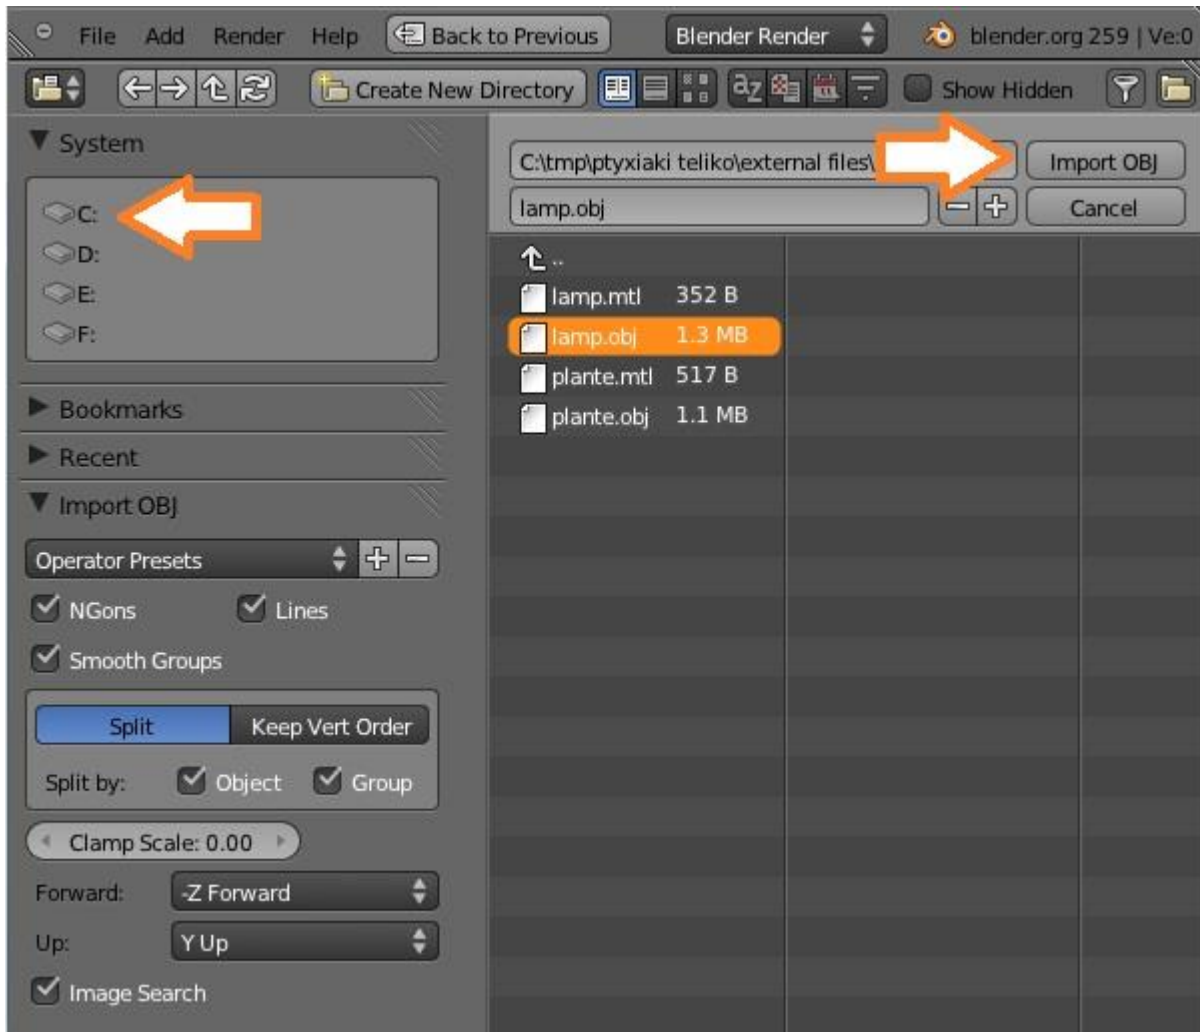 File Add Render Help Back to Previous Blender Render blender.org 259 | Ve:0
Create New Directory az Show Hidden
System
C:
D:
E:
F:
Bookmarks
Recent
Import OBJ
Operator Presets
NGons Lines
Smooth Groups
Split Keep Vert Order
Split by: Object Group
Clamp Scale: 0.00
Forward: -Z Forward
Up: Y Up
Image Search
C:\tmp\ptyxiaki teliko\external files\ Import OBJ
lamp.obj Cancel
..
lamp.mtl 352 B
lamp.obj 1.3 MB
plante.mtl 517 B
plante.obj 1.1 MB